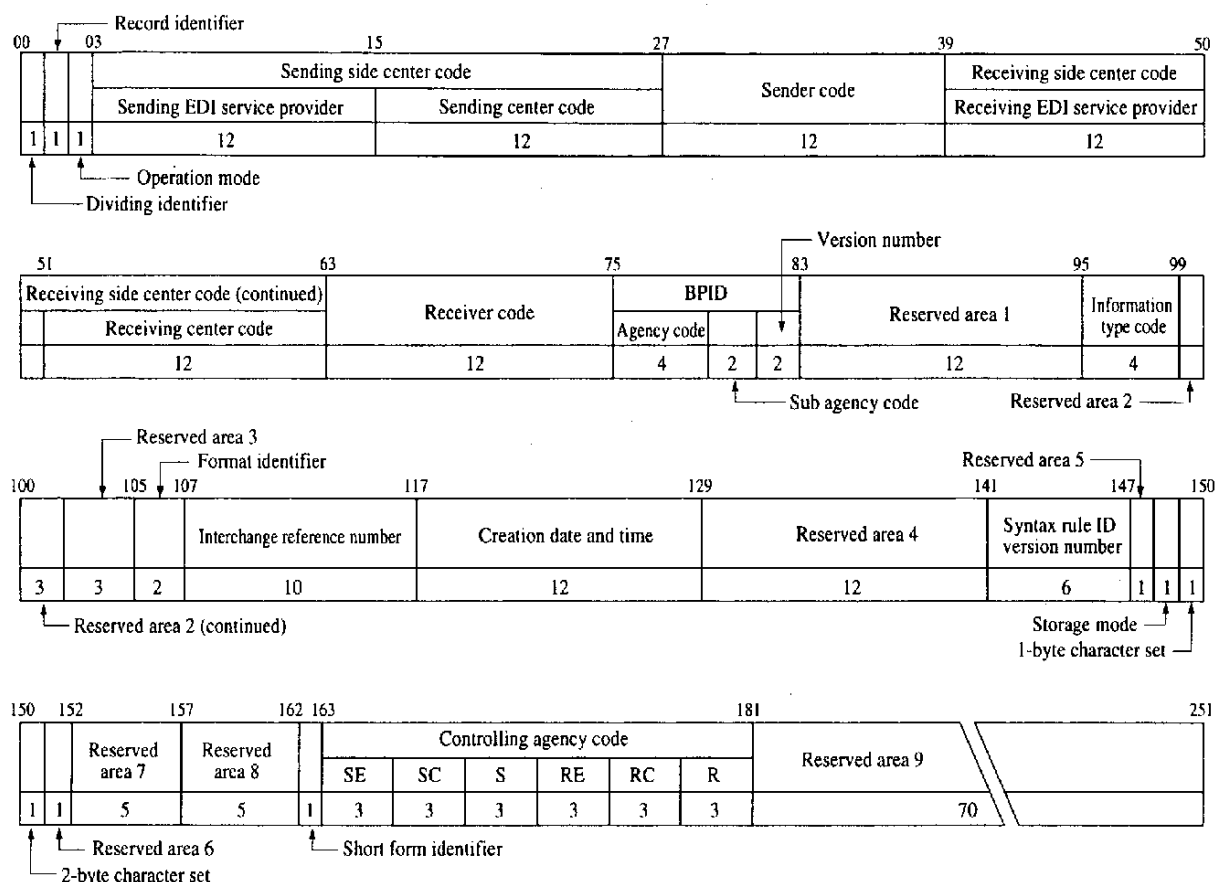 Record identifier
00 03 15 27 39 50
Sending side center code
Sender code
Receiving side center code
Sending EDI service provider Sending center code Receiving EDI service provider
1 1 1 12 12 12 12
Operation mode
Dividing identifier
Version number
51 63 75 83 95 99
Receiving side center code (continued)
Receiver code
BPID
Reserved area 1
Information
type code
Receiving center code
Agency code
12 12 4 2 2 12 4
Sub agency code
Reserved area 2
Reserved area 3
Format identifier
Reserved area 5
100 105 107 117 129 141 147 150
Interchange reference number
Creation date and time
Reserved area 4
Syntax rule ID
version number
3 3 2 10 12 12 6 1 1 1
Reserved area 2 (continued)
Storage mode
1-byte character set
150 152 157 162 163 181 251
Reserved
area 7
Reserved
area 8
Controlling agency code
Reserved area 9
SE SC S RE RC R
1 1 5 5 1 3 3 3 3 3 3 70
Reserved area 6
Short form identifier
2-byte character set